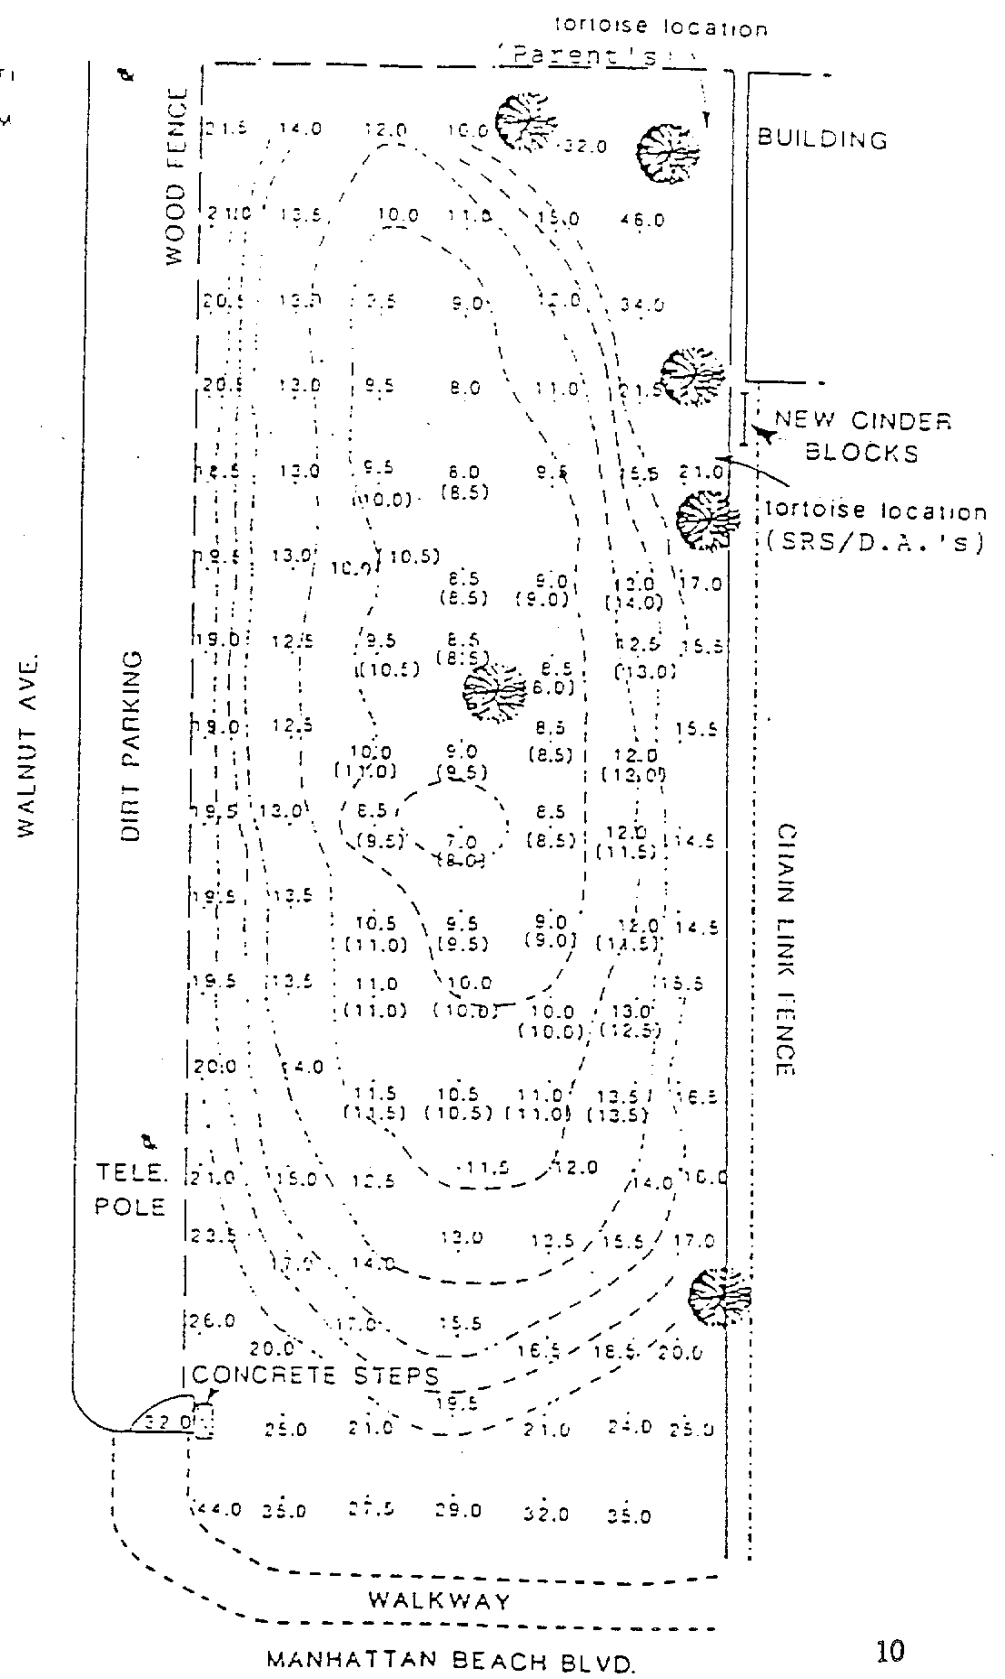 tortoise location
(Parent's)
WOOD FENCE
21.5 14.0 12.0 10.0 32.0
BUILDING
21.0 13.5 10.0 11.0 15.0 46.0
20.5 13.0 9.0 12.0 34.0
20.5 13.0 9.5 8.0 11.0 21.5
NEW CINDER
BLOCKS
18.5 13.0 9.5 8.0 9.5 15.5 21.0
(10.0) (8.5)
tortoise location
(SRS/D.A.'s)
19.5 13.0 10.0 (10.5) 8.5 9.0 13.0 17.0
(8.5) (9.0) (14.0)
19.0 12.5 9.5 8.5 8.5 12.5 15.5
(10.5) (8.5) (8.0) (13.0)
WALNUT AVE.
DIRT PARKING
19.0 12.5 10.0 9.0 8.5 12.0 15.5
(11.0) (9.5) (8.5) (12.0)
19.5 13.0 8.5 7.0 8.5 12.0 14.5
(9.5) (8.0) (8.5) (11.5)
CHAIN LINK FENCE
19.5 13.5 10.5 9.5 9.0 12.0 14.5
(11.0) (9.5) (9.0)
19.5 13.5 11.0 10.0 10.0 13.0 15.5
(11.0) (10.0) (10.0) (12.5)
20.0 14.0 11.5 10.5 11.0 13.5 16.5
(11.5) (10.5) (11.0) (13.5)
TELE.
POLE
21.0 15.0 12.5 11.5 12.0 14.0 16.0
23.5 17.0 14.0 13.0 13.5 15.5 17.0
26.0 20.0 17.0 15.5 16.5 18.5 20.0
CONCRETE STEPS
32.0 25.0 21.0 19.5 21.0 24.0 25.0
44.0 35.0 27.5 29.0 32.0 35.0
WALKWAY
MANHATTAN BEACH BLVD.
10